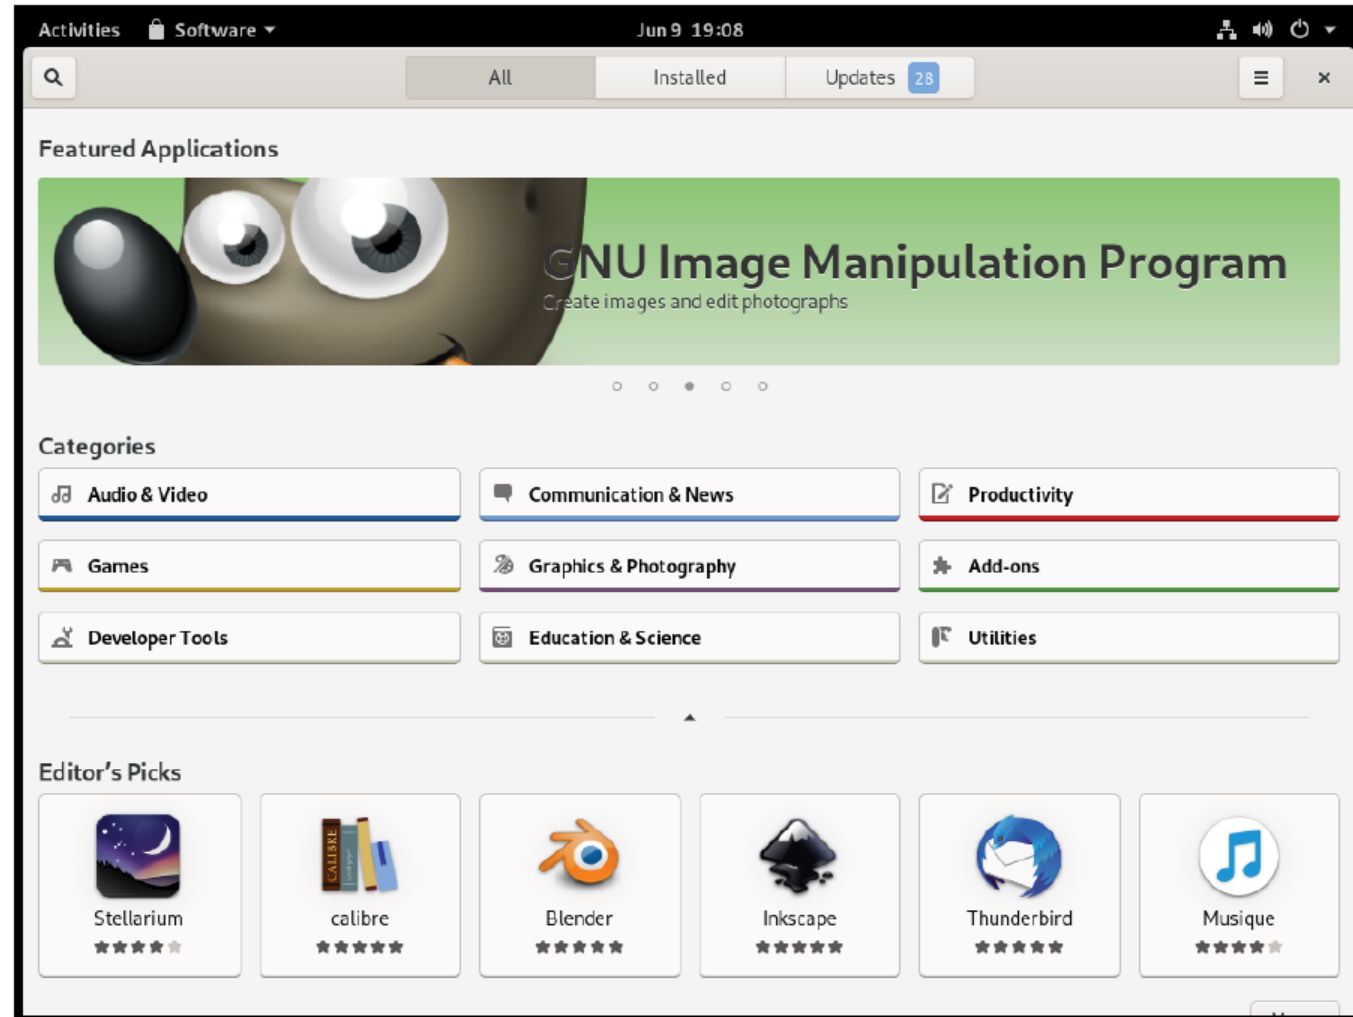 Activities Software Jun 9 19:08
All Installed Updates 28
Featured Applications
GNU Image Manipulation Program
Create images and edit photographs
Categories
Audio & Video Communication & News Productivity
Games Graphics & Photography Add-ons
Developer Tools Education & Science Utilities
Editor's Picks
CALIBRE
Stellarium calibre Blender Inkscape Thunderbird Musique